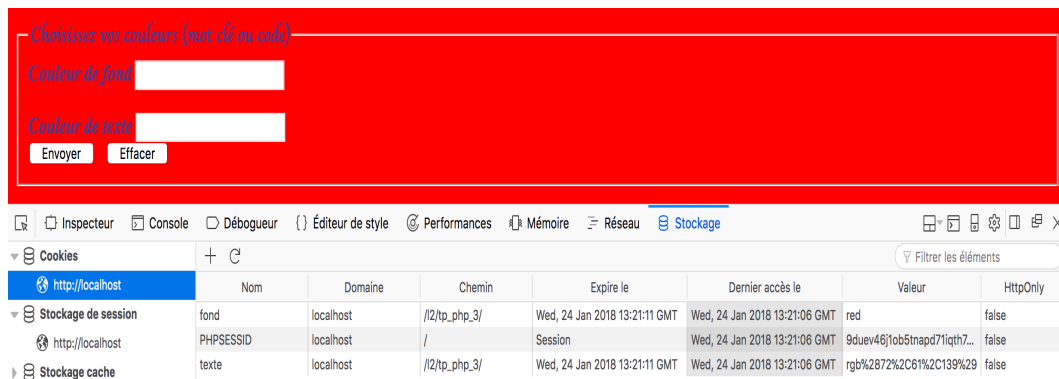 Choisissez vos couleurs (mot clé ou code)
Couleur de fond
Couleur de texte
Envoyer Effacer
Inspecteur Console Débogueur {} Éditeur de style Performances Mémoire Réseau Stockage
Cookies
Filtrer les éléments
http://localhost
Nom Domaine Chemin Expire le Dernier accès le Valeur HttpOnly
Stockage de session
fond localhost /l2/tp_php_3/ Wed, 24 Jan 2018 13:21:11 GMT Wed, 24 Jan 2018 13:21:06 GMT red false
http://localhost
PHPSESSID localhost / Session Wed, 24 Jan 2018 13:21:06 GMT 9duev46j1ob5tnapd71iqth7... false
Stockage cache
texte localhost /l2/tp_php_3/ Wed, 24 Jan 2018 13:21:11 GMT Wed, 24 Jan 2018 13:21:06 GMT rgb%2872%2C61%2C139%29 false